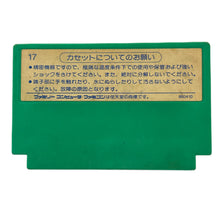 17
カセットについてのお願い
●精密機器ですので、極端な温度条件下での使用や保管および強い
ショックをさけてください。また、絶対に分解しないでください。
●端子部に手を触れたり、水にぬらしたりして汚さないようにしてく
ださい。故障の原因となります。
ファミリーコンピュータ・ファミコンは任天堂の商標です。